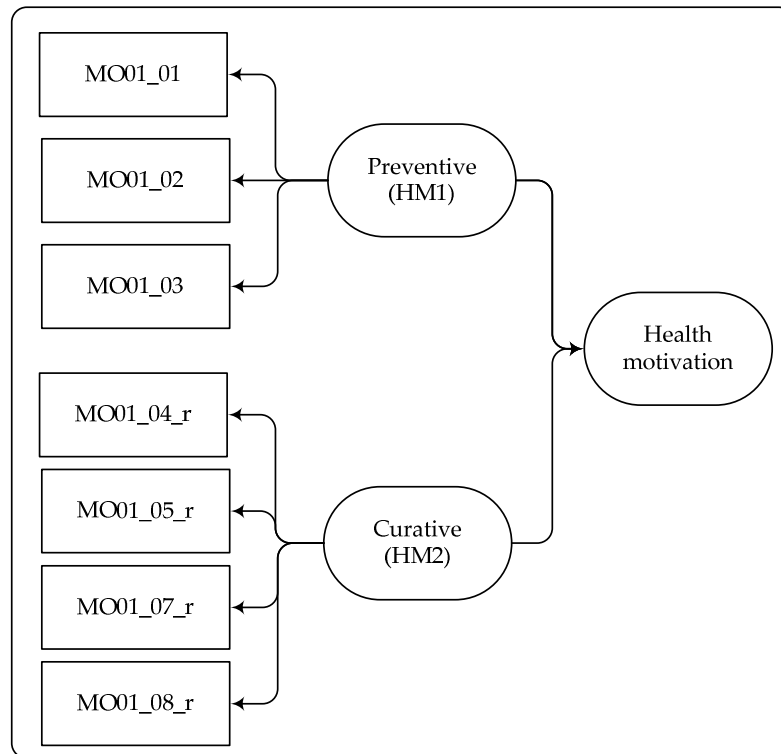 MO01_01
MO01_02
MO01_03
Preventive
(HM1)
Health
motivation
MO01_04_r
MO01_05_r
MO01_07_r
MO01_08_r
Curative
(HM2)